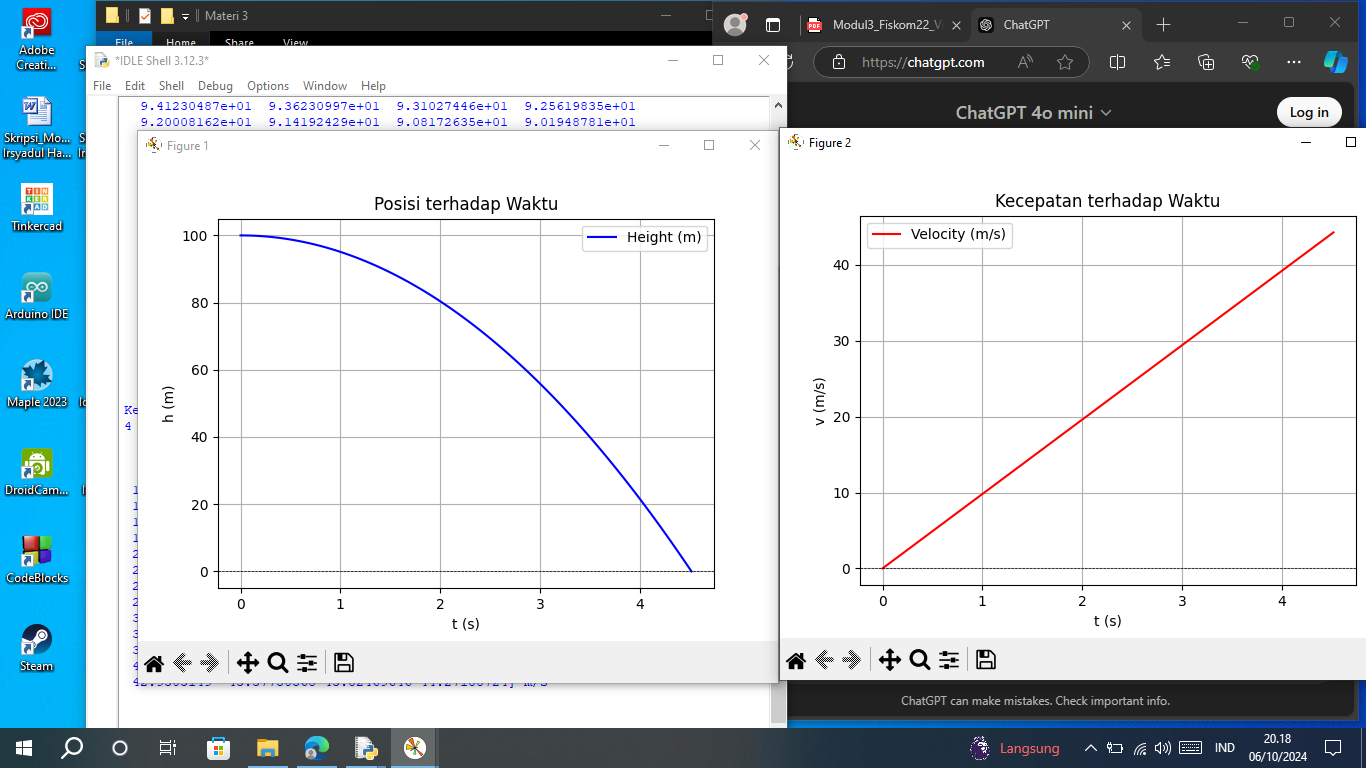 Adobe
Creati...
Skripsi_Mo...
Irsyadul Ha...
Tinkercad
Arduino IDE
Maple 2023
DroidCam...
CodeBlocks
Steam
Materi 3
File Home Share View
*IDLE Shell 3.12.3*
File Edit Shell Debug Options Window Help
9.41230487e+01 9.36230997e+01 9.31027446e+01 9.25619835e+01
9.20008162e+01 9.14192429e+01 9.08172635e+01 9.01948781e+01
Ke
4
Figure 1
Posisi terhadap Waktu
Height (m)
h (m)
100
80
60
40
20
0
0 1 2 3 4
t (s)
m/s
Modul3_Fiskom22_V
ChatGPT
https://chatgpt.com
ChatGPT 4o mini
Log in
Figure 2
Kecepatan terhadap Waktu
Velocity (m/s)
v (m/s)
40
30
20
10
0
0 1 2 3 4
t (s)
ChatGPT can make mistakes. Check important info.
Langsung
IND
20.18
06/10/2024